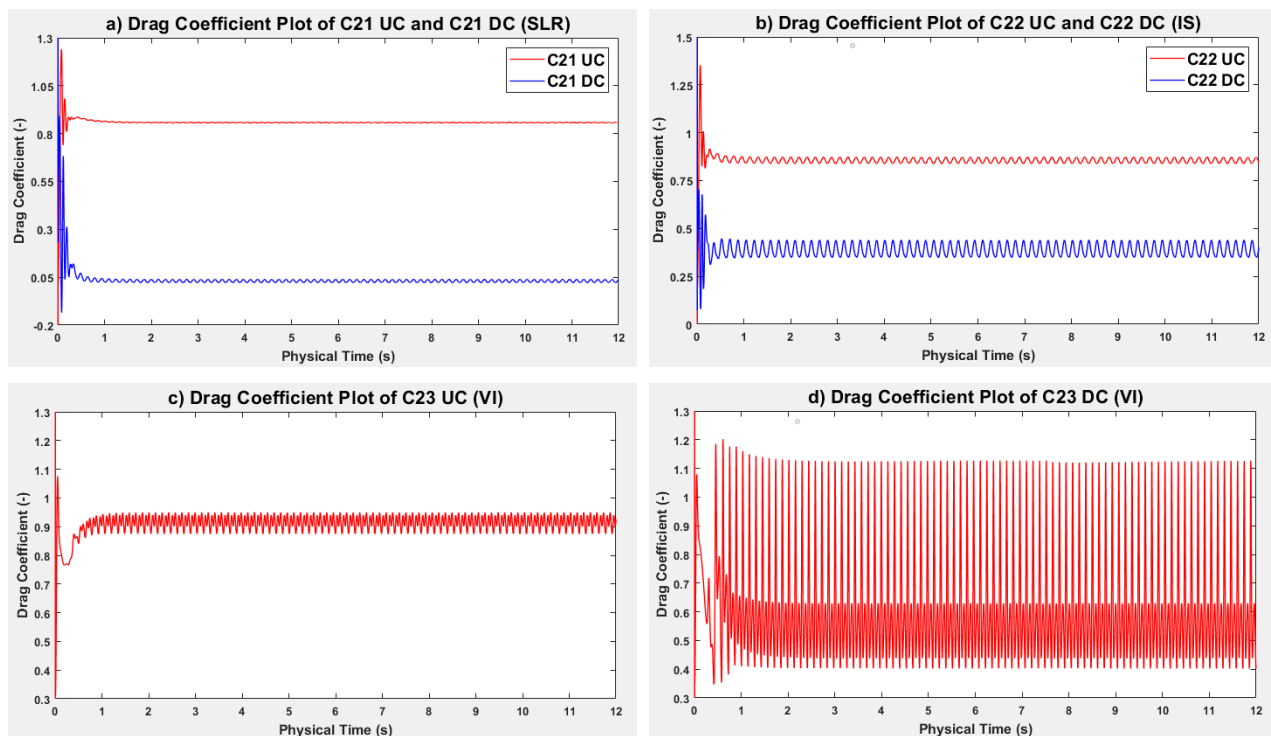 a) Drag Coefficient Plot of C21 UC and C21 DC (SLR)
1.3
1.05
0.8
0.55
0.3
0.05
-0.2
Drag Coefficient (-)
C21 UC
C21 DC
0 1 2 3 4 5 6 7 8 9 10 11 12
Physical Time (s)
b) Drag Coefficient Plot of C22 UC and C22 DC (IS)
1.5
1.25
1
0.75
0.5
0.25
0
Drag Coefficient (-)
C22 UC
C22 DC
0 1 2 3 4 5 6 7 8 9 10 11 12
Physical Time (s)
c) Drag Coefficient Plot of C23 UC (VI)
1.3
1.2
1.1
1
0.9
0.8
0.7
0.6
0.5
0.4
0.3
Drag Coefficient (-)
0 1 2 3 4 5 6 7 8 9 10 11 12
Physical Time (s)
d) Drag Coefficient Plot of C23 DC (VI)
1.3
1.2
1.1
1
0.9
0.8
0.7
0.6
0.5
0.4
0.3
Drag Coefficient (-)
0 1 2 3 4 5 6 7 8 9 10 11 12
Physical Time (s)